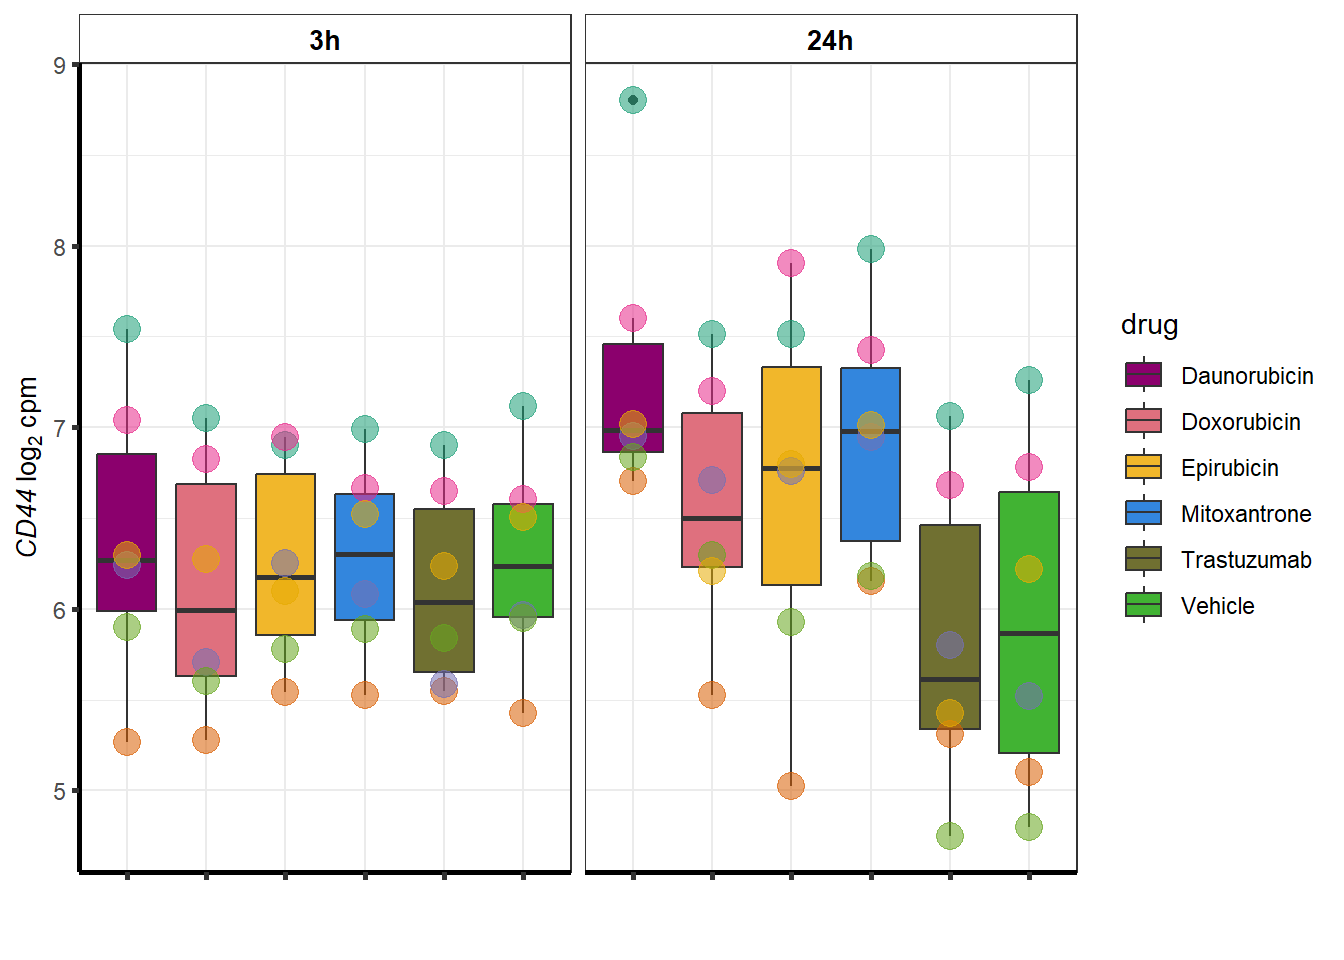 3h
24h
9
8
7
6
5
CD44 log2 cpm
drug
Daunorubicin
Doxorubicin
Epirubicin
Mitoxantrone
Trastuzumab
Vehicle